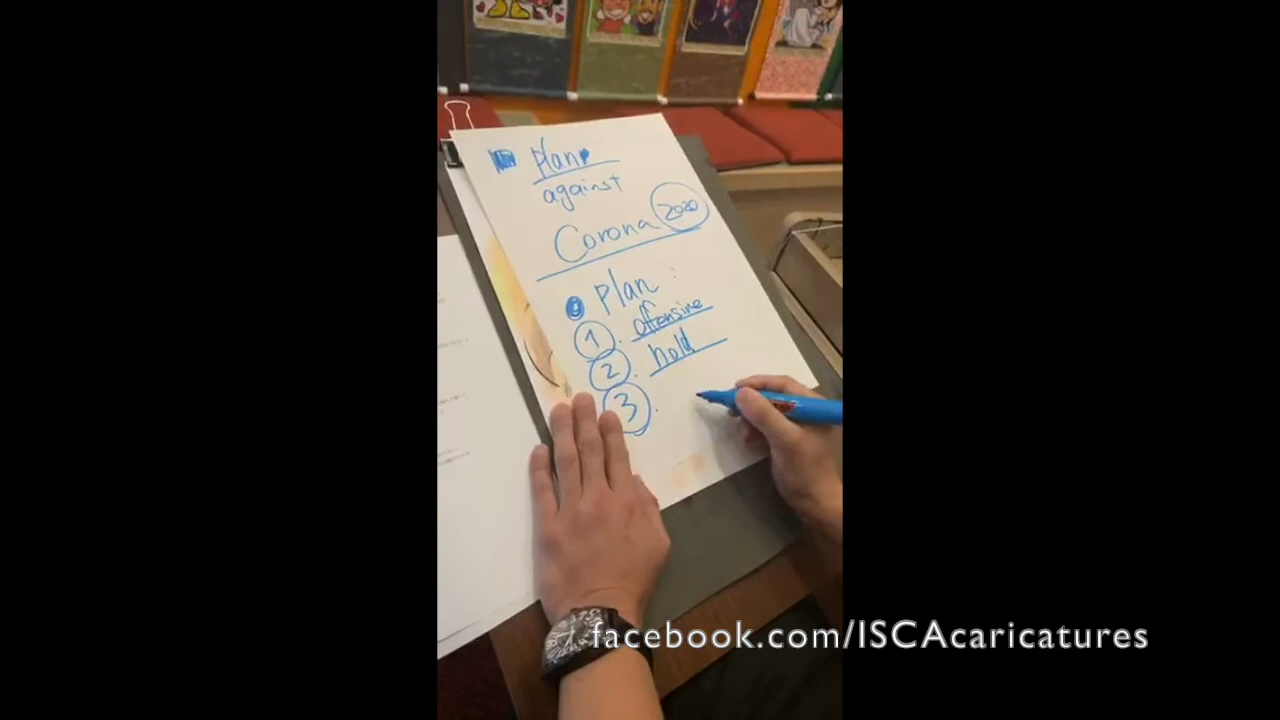 Plan
against
Corona 2020
Plan:
1. offensive
2. hold
3.
facebook.com/ISCAcaricatures